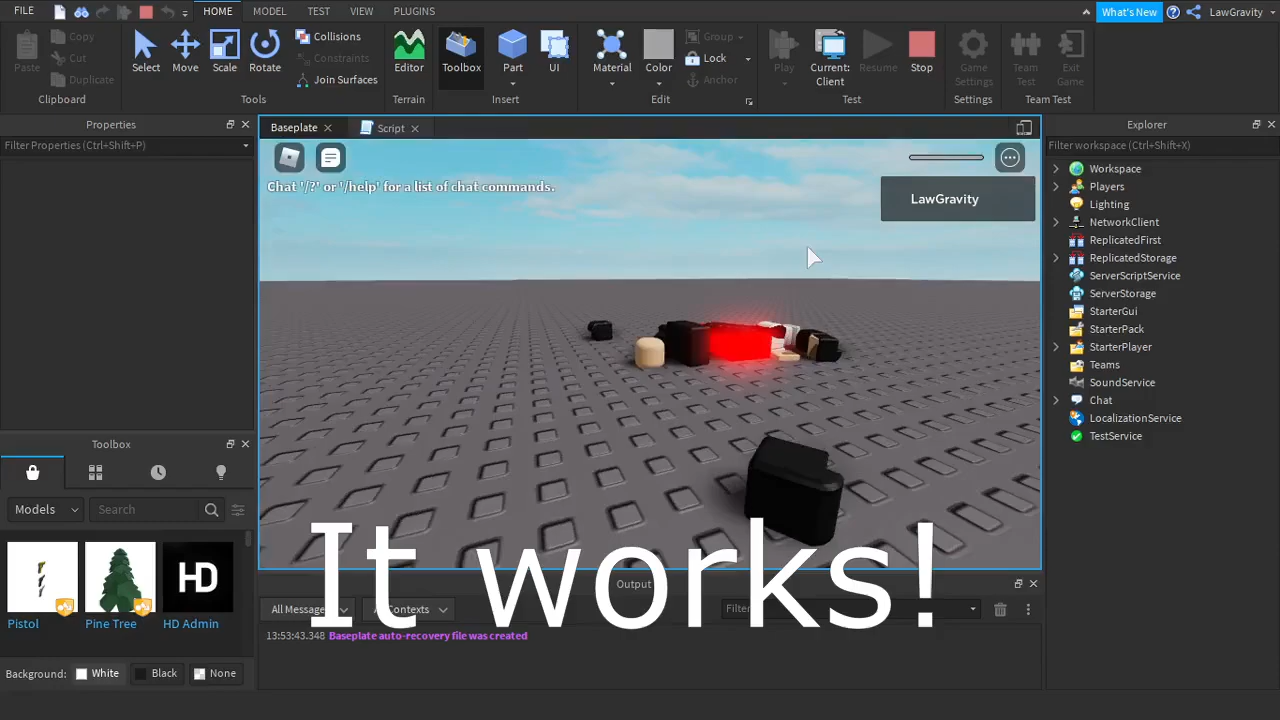 FILE
HOME
MODEL
TEST
VIEW
PLUGINS
What's New
LawGravity
Paste
Copy
Cut
Duplicate
Clipboard
Select
Move
Scale
Rotate
Collisions
Constraints
Join Surfaces
Tools
Editor
Terrain
Toolbox
Part
UI
Insert
Material
Color
Group
Lock
Anchor
Edit
Play
Current:
Client
Resume
Stop
Test
Game
Settings
Settings
Team
Test
Exit
Game
Team Test
Properties
Filter Properties (Ctrl+Shift+P)
Baseplate
Script
Chat '/?' or '/help' for a list of chat commands.
LawGravity
Explorer
Filter workspace (Ctrl+Shift+X)
Workspace
Players
Lighting
NetworkClient
ReplicatedFirst
ReplicatedStorage
ServerScriptService
ServerStorage
StarterGui
StarterPack
StarterPlayer
Teams
SoundService
Chat
LocalizationService
TestService
Toolbox
Models
Search
HD
Pistol
Pine Tree
HD Admin
Background:
White
Black
None
It works!
Output
All Message
Contexts
Filter
13:53:43.348 Baseplate auto-recovery file was created